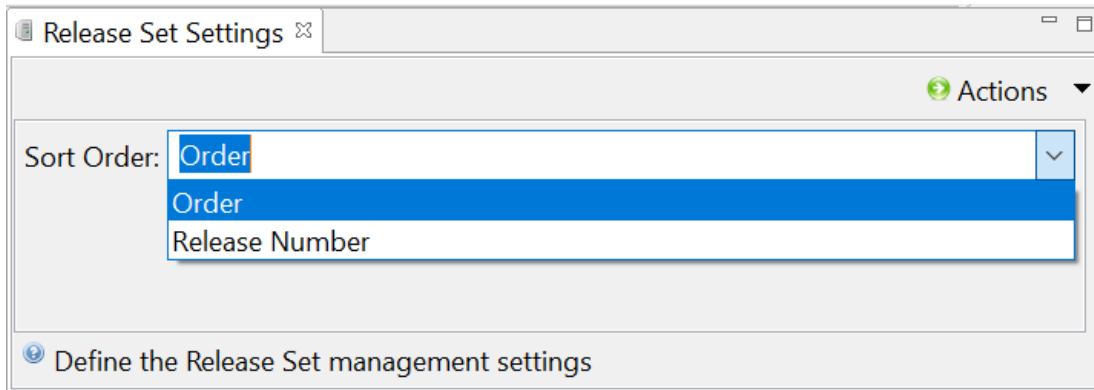 Release Set Settings
Actions
Sort Order: Order
Order
Release Number
Define the Release Set management settings